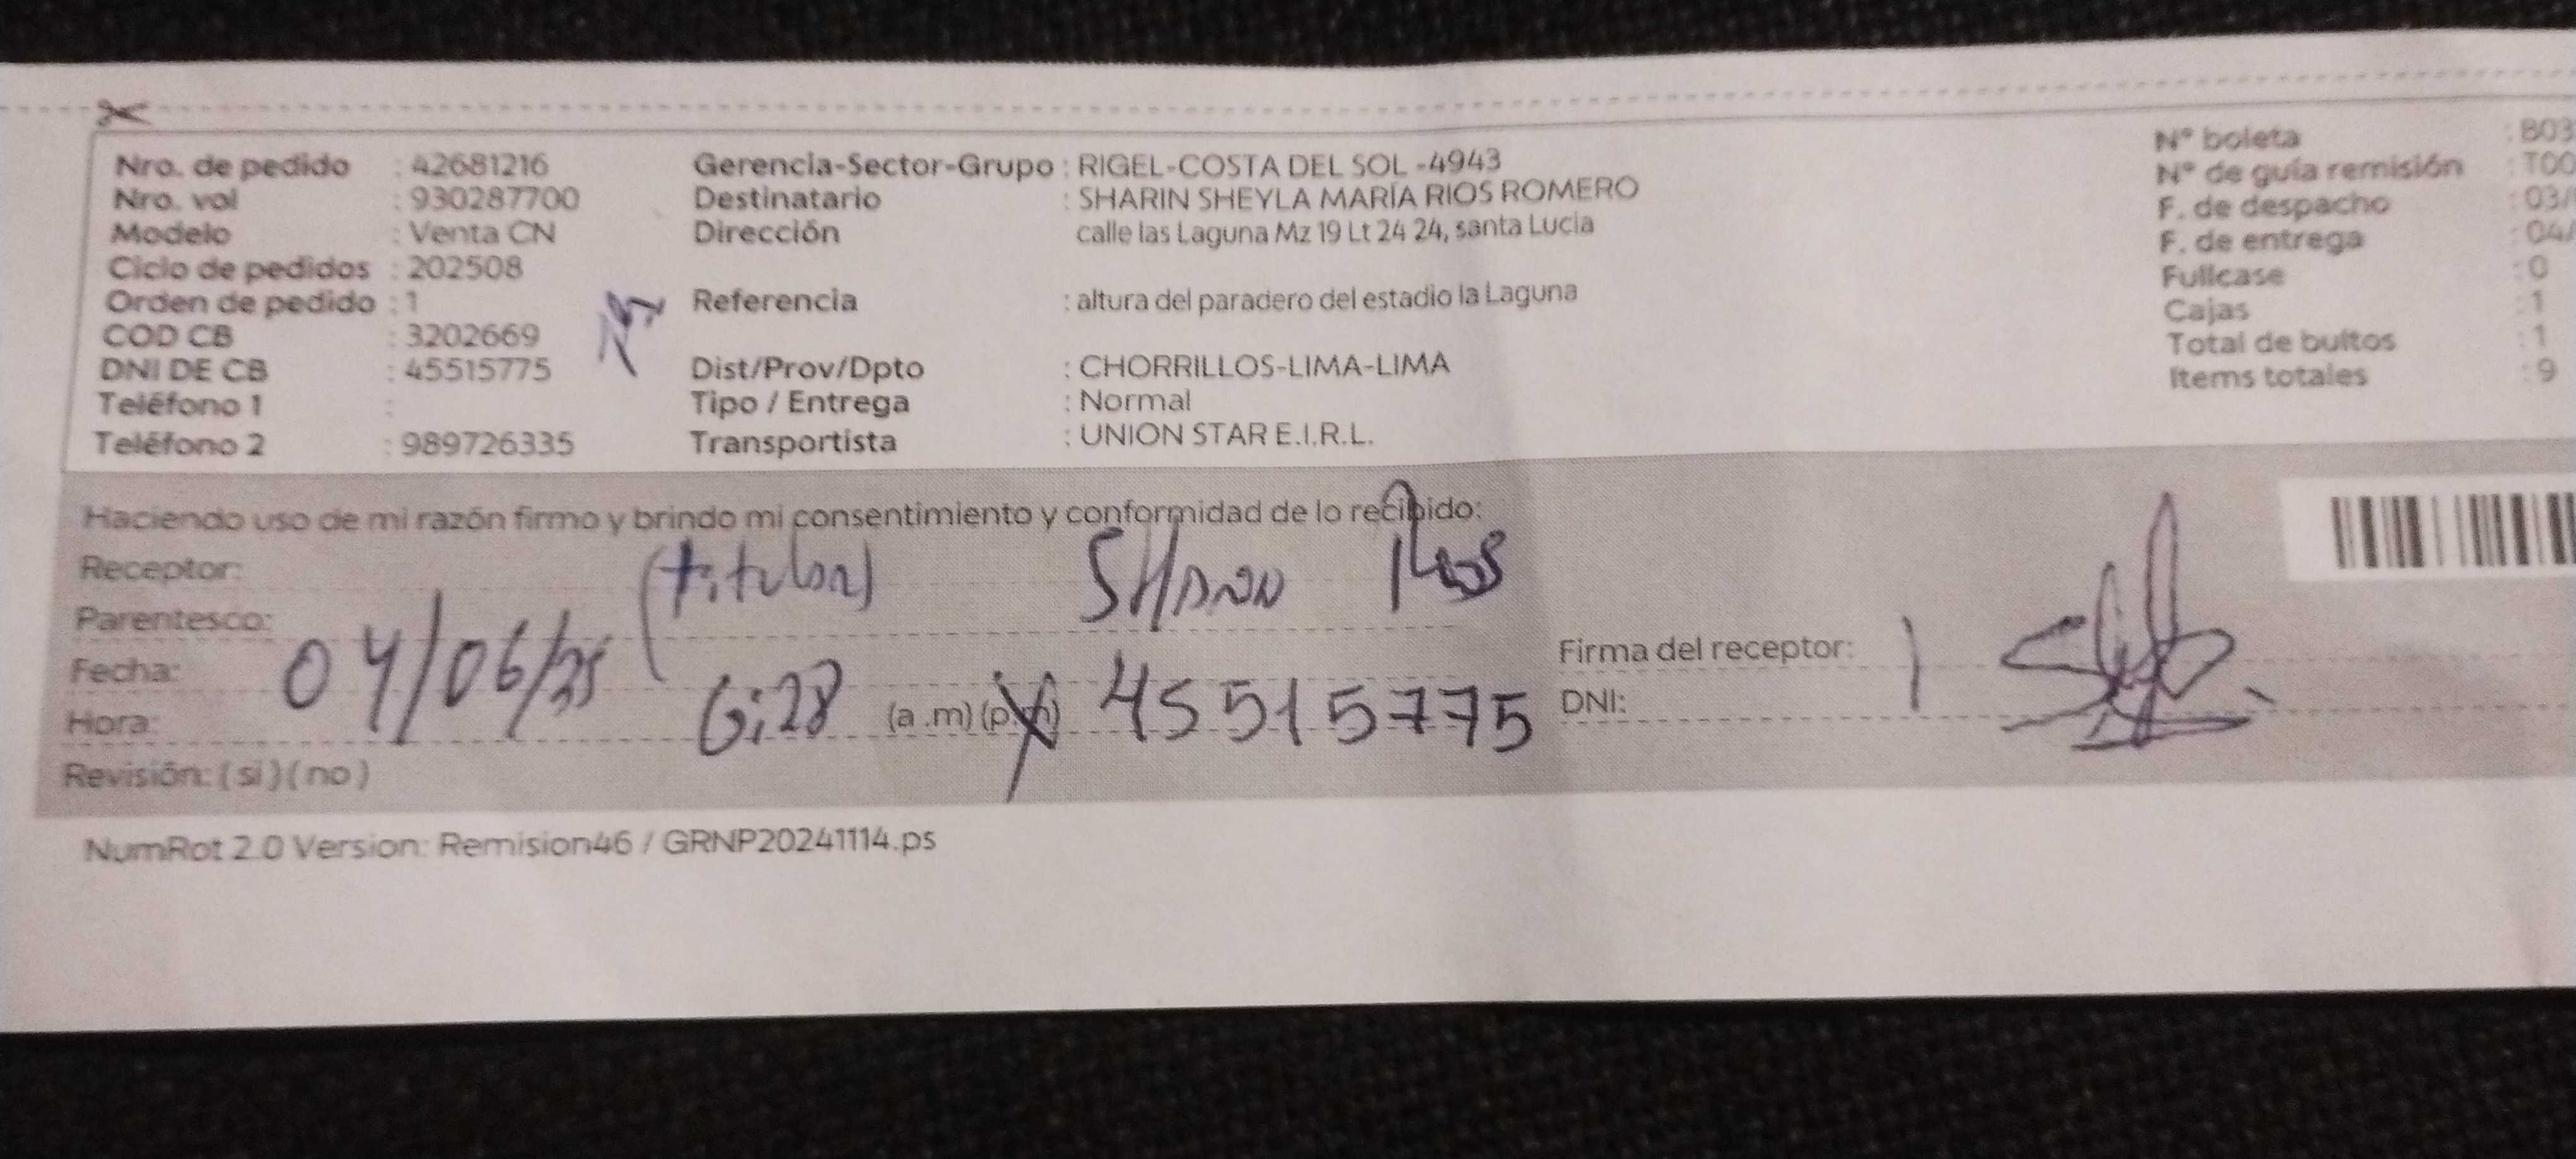 Nro. de pedido : 42681216 Gerencia-Sector-Grupo : RIGEL-COSTA DEL SOL -4943 N° boleta : B03
Nro. vol : 930287700 Destinatario : SHARIN SHEYLA MARÍA RIOS ROMERO N° de guía remisión : T00
Modelo : Venta CN Dirección calle las Laguna Mz 19 Lt 24 24, santa Lucia F. de despacho : 03/
Ciclo de pedidos : 202508 F. de entrega : 04/
Orden de pedido : 1 Referencia : altura del paradero del estadio la Laguna Fullcase : 0
COD CB : 3202669 Cajas : 1
DNI DE CB : 45515775 Dist/Prov/Dpto : CHORRILLOS-LIMA-LIMA Total de bultos : 1
Teléfono 1 : Tipo / Entrega : Normal Items totales : 9
Teléfono 2 : 989726335 Transportista : UNION STAR E.I.R.L.
Haciendo uso de mi razón firmo y brindo mi consentimiento y conformidad de lo recibido:
Receptor: (titular)
Parentesco:
Fecha: 04/06/25 Firma del receptor:
Hora: 6:28 (a .m) (p.m) 45515775 DNI:
Revisión: ( si ) ( no )
NumRot 2.0 Version: Remision46 / GRNP20241114.ps